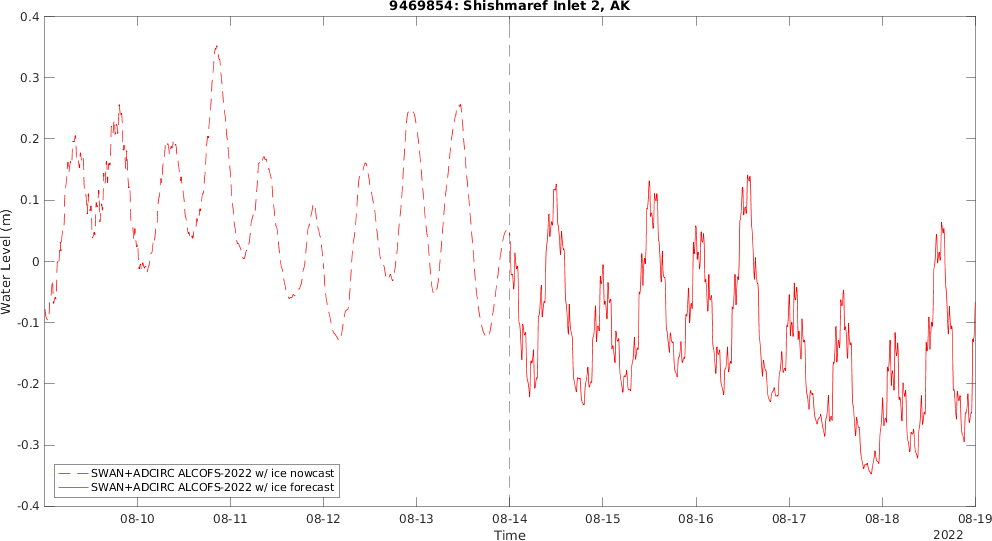 9469854: Shishmaref Inlet 2, AK
0.4
0.3
0.2
0.1
0
-0.1
-0.2
-0.3
-0.4
Water Level (m)
SWAN+ADCIRC ALCOFS-2022 w/ ice nowcast
SWAN+ADCIRC ALCOFS-2022 w/ ice forecast
08-10 08-11 08-12 08-13 08-14 08-15 08-16 08-17 08-18 08-19
Time
2022